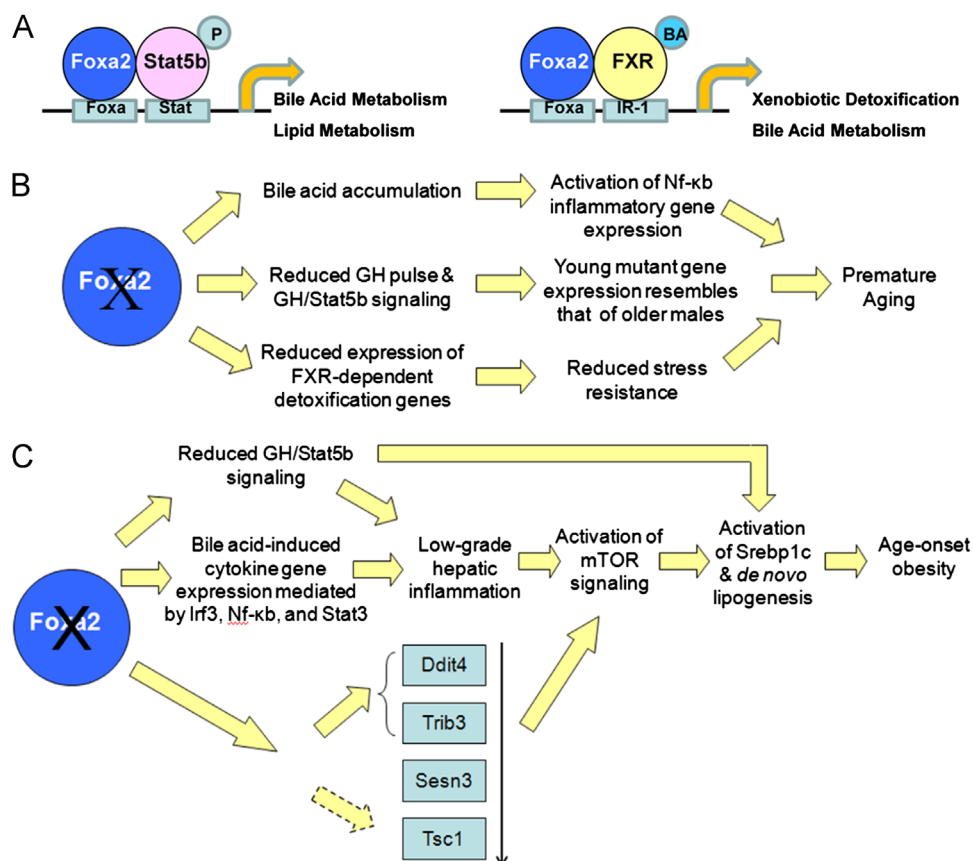 A
Foxa2
Stat5b
P
Foxa
Stat
Bile Acid Metabolism
Lipid Metabolism
Foxa2
FXR
BA
Foxa
IR-1
Xenobiotic Detoxification
Bile Acid Metabolism
B
Foxa2
X
Bile acid accumulation
Activation of Nf-κb
inflammatory gene
expression
Reduced GH pulse &
GH/Stat5b signaling
Young mutant gene
expression resembles
that of older males
Reduced expression of
FXR-dependent
detoxification genes
Reduced stress
resistance
Premature
Aging
C
Foxa2
X
Reduced GH/Stat5b
signaling
Bile acid-induced
cytokine gene
expression mediated
by Irf3, Nf-κb, and Stat3
Low-grade
hepatic
inflammation
Activation of
mTOR
signaling
Activation
of Srebp1c
& de novo
lipogenesis
Age-onset
obesity
Ddit4
Trib3
Sesn3
Tsc1